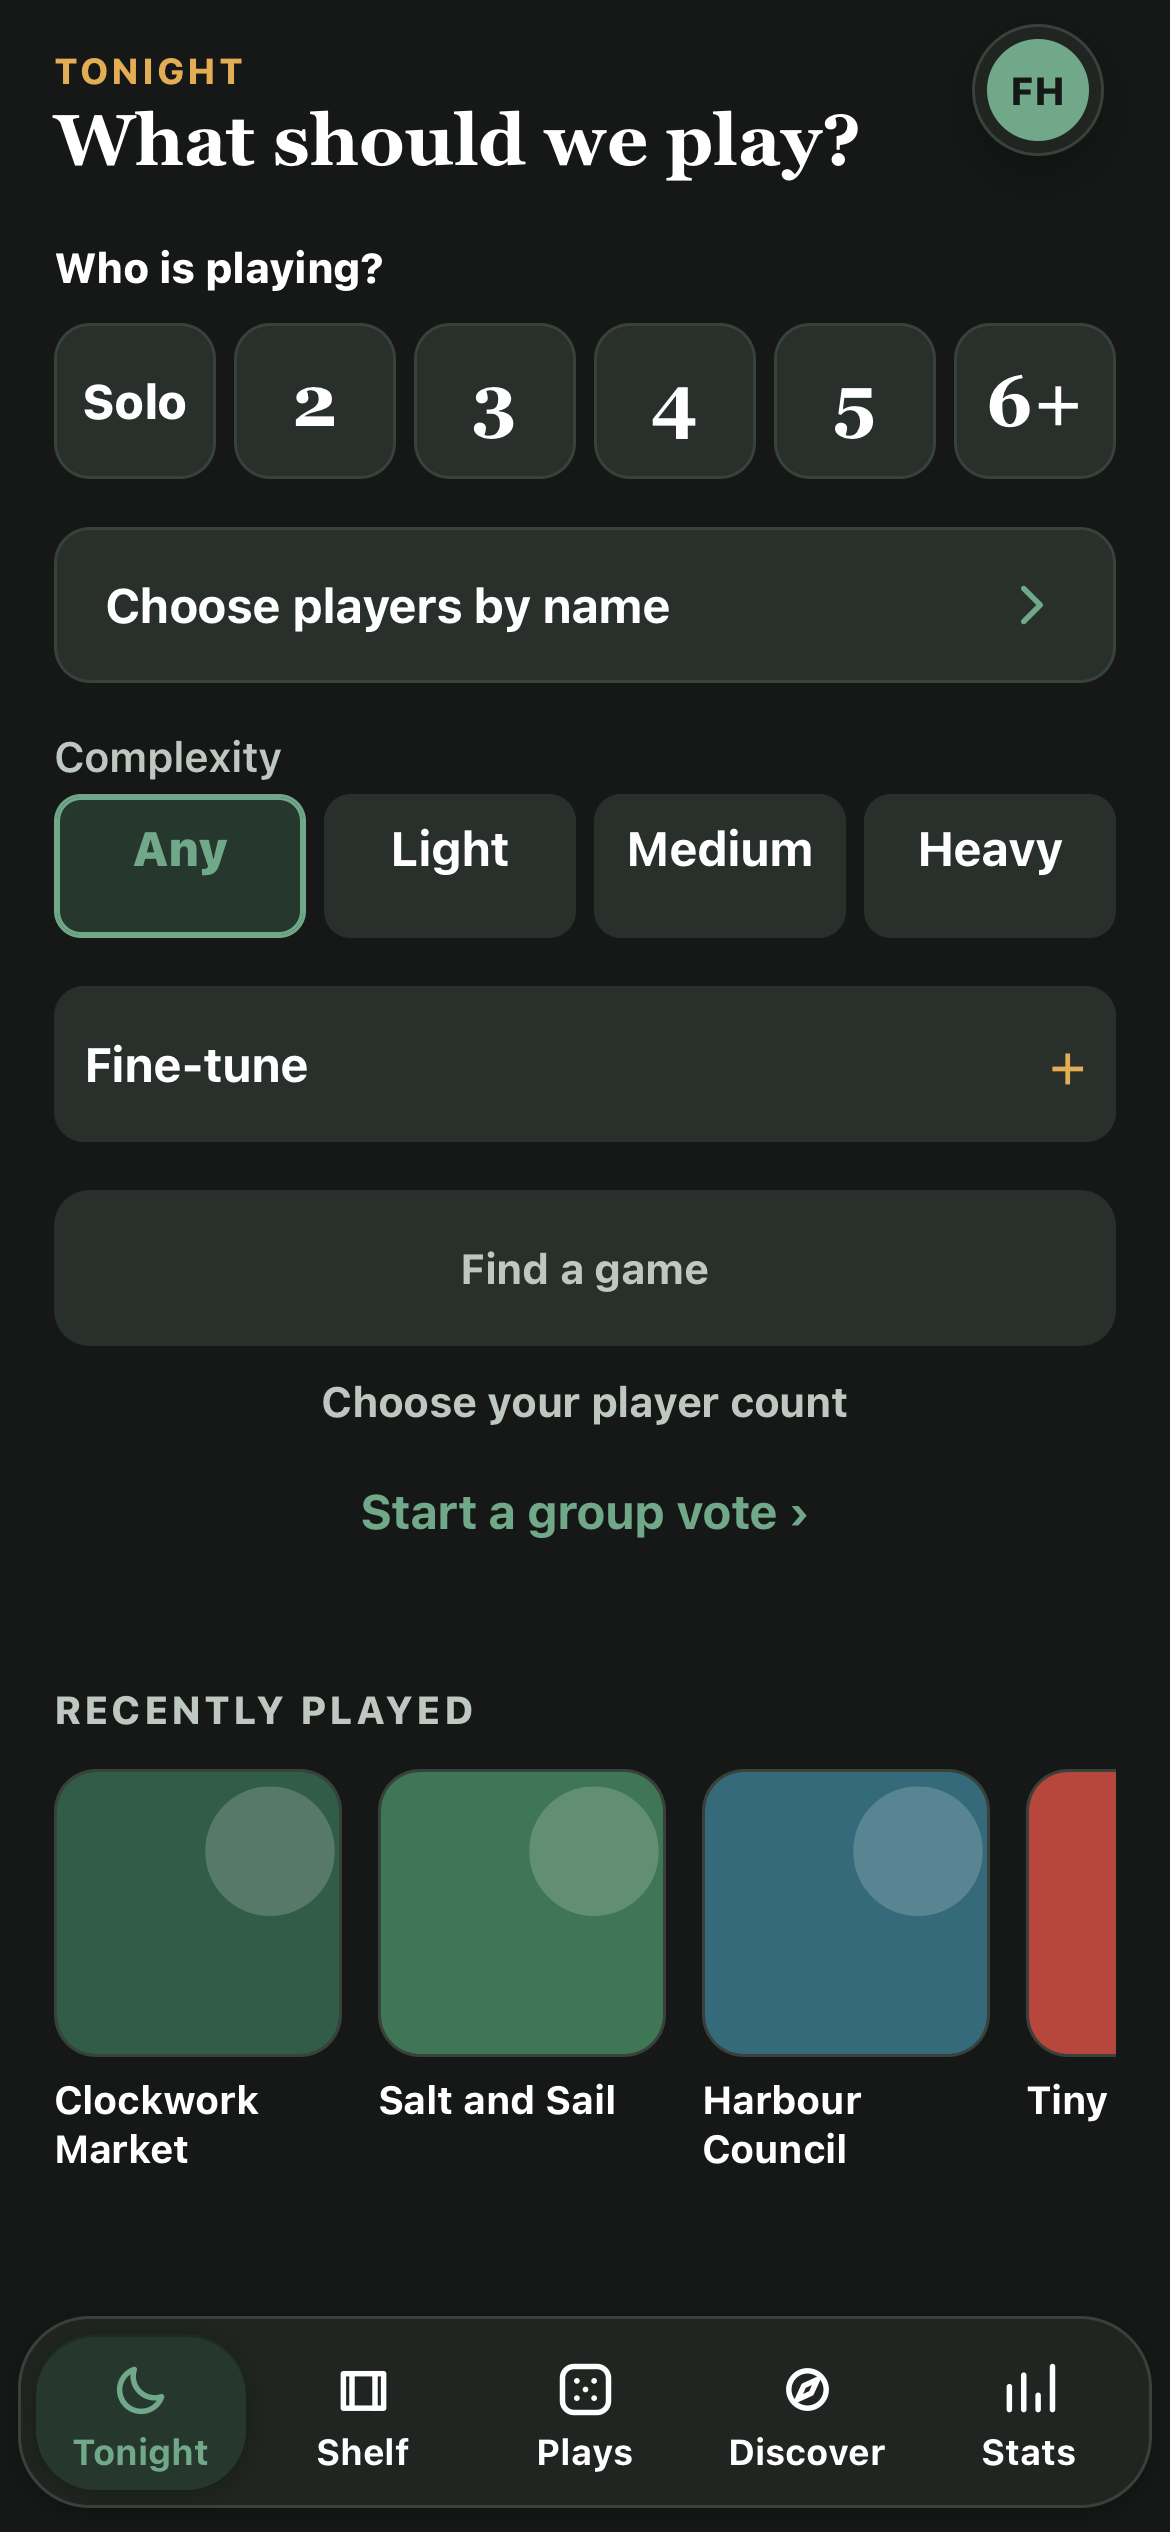 TONIGHT
What should we play?
FH
Who is playing?
Solo
2
3
4
5
6+
Choose players by name
Complexity
Any
Light
Medium
Heavy
Fine-tune
+
Find a game
Choose your player count
Start a group vote ›
RECENTLY PLAYED
Clockwork
Market
Salt and Sail
Harbour
Council
Tiny
Tonight
Shelf
Plays
Discover
Stats